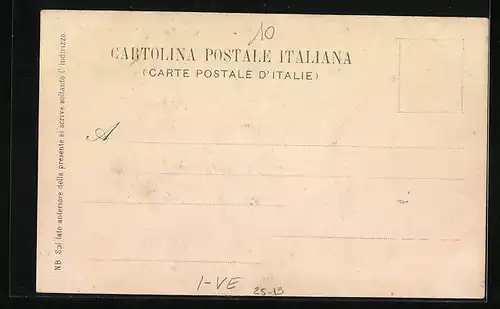 10
CARTOLINA POSTALE ITALIANA
(CARTE POSTALE D'ITALIE)
A
NB. Sul lato anteriore della presente si scrive soltanto l'indirizzo.
I-VE
25-13